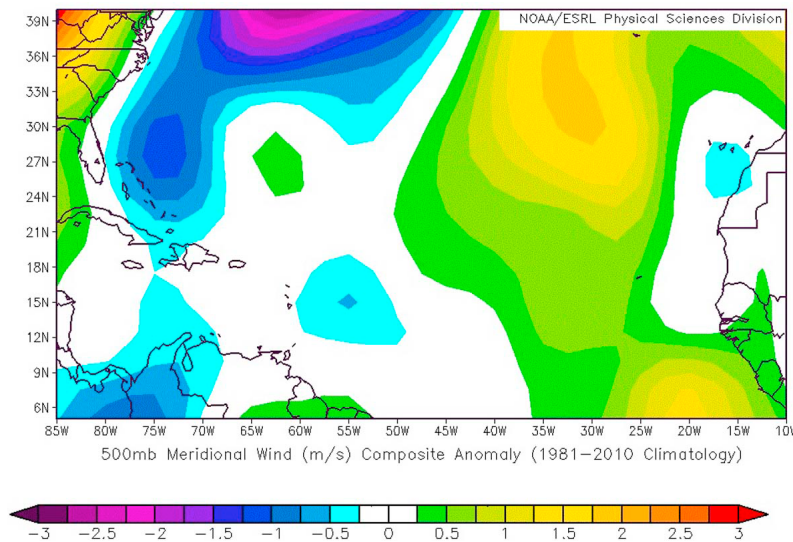 NOAA/ESRL Physical Sciences Division
39N
36N
33N
30N
27N
24N
21N
18N
15N
12N
9N
6N
85W 80W 75W 70W 65W 60W 55W 50W 45W 40W 35W 30W 25W 20W 15W 10W
500mb Meridional Wind (m/s) Composite Anomaly (1981-2010 Climatology)
-3 -2.5 -2 -1.5 -1 -0.5 0 0.5 1 1.5 2 2.5 3